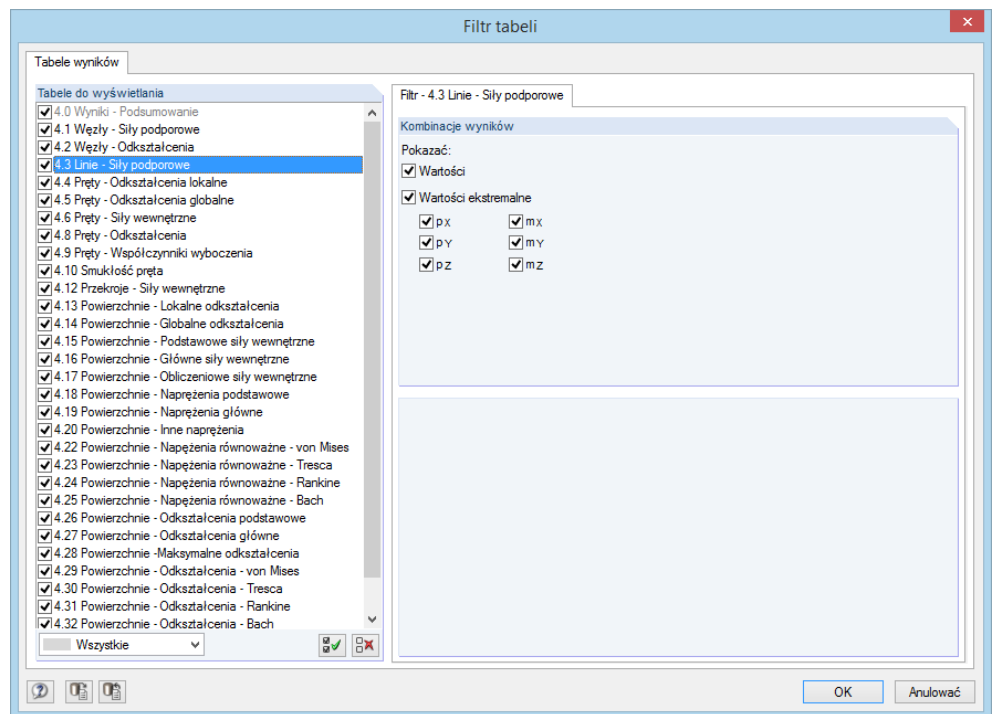 Filtr tabeli
Tabele wyników
Tabele do wyświetlania
4.0 Wyniki - Podsumowanie
4.1 Węzły - Siły podporowe
4.2 Węzły - Odkształcenia
4.3 Linie - Siły podporowe
4.4 Pręty - Odkształcenia lokalne
4.5 Pręty - Odkształcenia globalne
4.6 Pręty - Siły wewnętrzne
4.8 Pręty - Odkształcenia
4.9 Pręty - Współczynniki wyboczenia
4.10 Smukłość pręta
4.12 Przekroje - Siły wewnętrzne
4.13 Powierzchnie - Lokalne odkształcenia
4.14 Powierzchnie - Globalne odkształcenia
4.15 Powierzchnie - Podstawowe siły wewnętrzne
4.16 Powierzchnie - Główne siły wewnętrzne
4.17 Powierzchnie - Obliczeniowe siły wewnętrzne
4.18 Powierzchnie - Naprężenia podstawowe
4.19 Powierzchnie - Naprężenia główne
4.20 Powierzchnie - Inne naprężenia
4.22 Powierzchnie - Napężenia równoważne - von Mises
4.23 Powierzchnie - Napężenia równoważne - Tresca
4.24 Powierzchnie - Napężenia równoważne - Rankine
4.25 Powierzchnie - Napężenia równoważne - Bach
4.26 Powierzchnie - Odkształcenia podstawowe
4.27 Powierzchnie - Odkształcenia główne
4.28 Powierzchnie -Maksymalne odkształcenia
4.29 Powierzchnie - Odkształcenia - von Mises
4.30 Powierzchnie - Odkształcenia - Tresca
4.31 Powierzchnie - Odkształcenia - Rankine
4.32 Powierzchnie - Odkształcenia - Bach
Wszystkie
Filtr - 4.3 Linie - Siły podporowe
Kombinacje wyników
Pokazać:
Wartości
Wartości ekstremalne
pX mX
pY mY
pZ mZ
OK Anulować